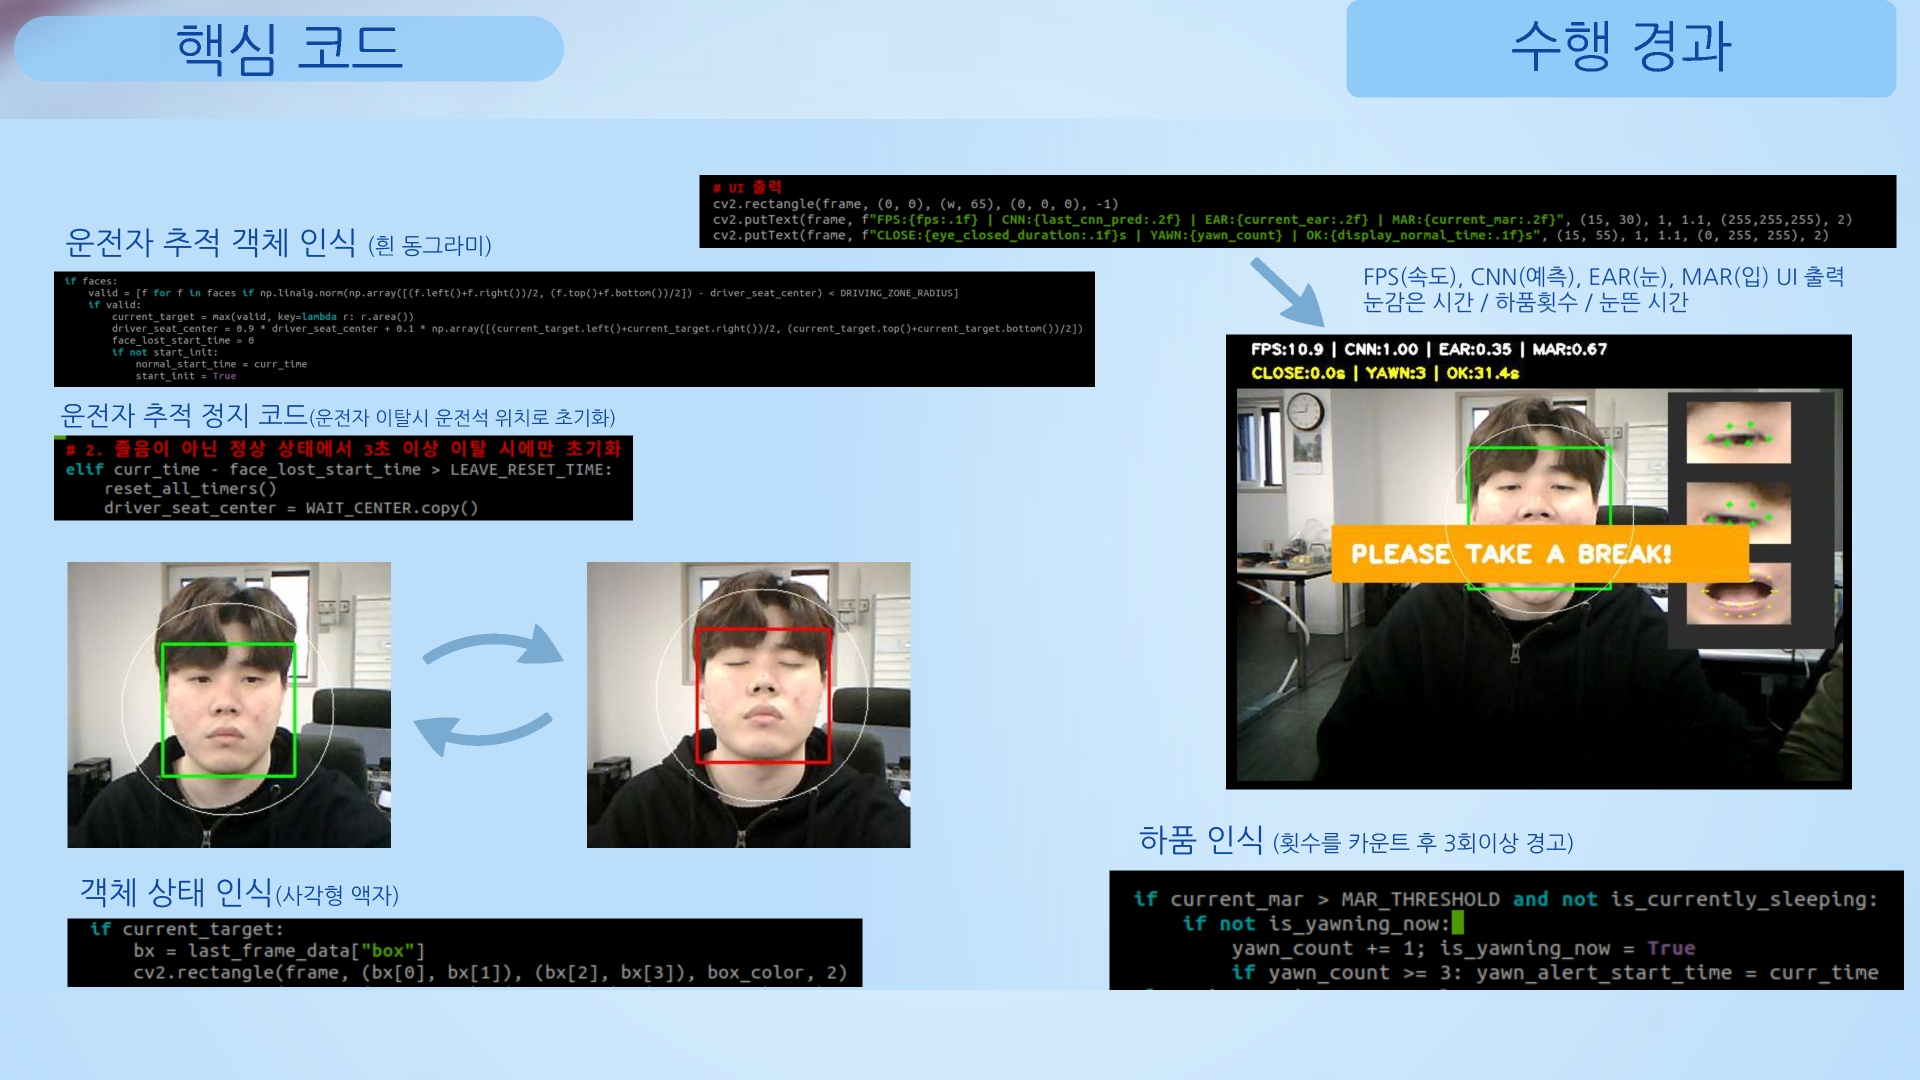 핵심 코드
수행 경과
# UI 출력
cv2.rectangle(frame, (0, 0), (w, 65), (0, 0, 0), -1)
cv2.putText(frame, f"FPS:{fps:.1f} | CNN:{last_cnn_pred:.2f} | EAR:{current_ear:.2f} | MAR:{current_mar:.2f}", (15, 30), 1, 1.1, (255,255,255), 2)
cv2.putText(frame, f"CLOSE:{eye_closed_duration:.1f}s | YAWN:{yawn_count} | OK:{display_normal_time:.1f}s", (15, 55), 1, 1.1, (0, 255, 255), 2)
운전자 추적 객체 인식 (흰 동그라미)
if faces:
    valid = [f for f in faces if np.linalg.norm(np.array([(f.left()+f.right())/2, (f.top()+f.bottom())/2]) - driver_seat_center) < DRIVING_ZONE_RADIUS]
    if valid:
        current_target = max(valid, key=lambda r: r.area())
        driver_seat_center = 0.9 * driver_seat_center + 0.1 * np.array([(current_target.left()+current_target.right())/2, (current_target.top()+current_target.bottom())/2])
        face_lost_start_time = 0
        if not start_init:
            normal_start_time = curr_time
            start_init = True
운전자 추적 정지 코드(운전자 이탈시 운전석 위치로 초기화)
# 2. 졸음이 아닌 정상 상태에서 3초 이상 이탈 시에만 초기화
elif curr_time - face_lost_start_time > LEAVE_RESET_TIME:
    reset_all_timers()
    driver_seat_center = WAIT_CENTER.copy()
객체 상태 인식(사각형 액자)
if current_target:
    bx = last_frame_data["box"]
    cv2.rectangle(frame, (bx[0], bx[1]), (bx[2], bx[3]), box_color, 2)
FPS(속도), CNN(예측), EAR(눈), MAR(입) UI 출력
눈감은 시간 / 하품횟수 / 눈뜬 시간
FPS:10.9 | CNN:1.00 | EAR:0.35 | MAR:0.67
CLOSE:0.0s | YAWN:3 | OK:31.4s
PLEASE TAKE A BREAK!
하품 인식 (횟수를 카운트 후 3회이상 경고)
if current_mar > MAR_THRESHOLD and not is_currently_sleeping:
    if not is_yawning_now:
        yawn_count += 1; is_yawning_now = True
        if yawn_count >= 3: yawn_alert_start_time = curr_time